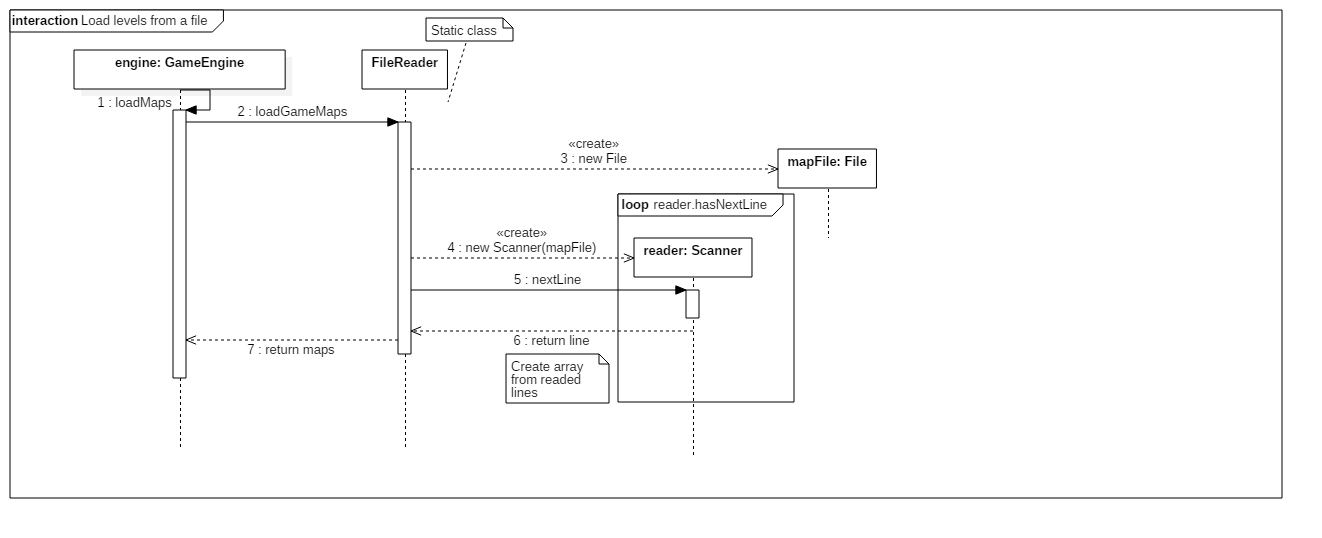 interaction Load levels from a file
Static class
engine: GameEngine
FileReader
1 : loadMaps
2 : loadGameMaps
«create»
3 : new File
mapFile: File
loop reader.hasNextLine
«create»
4 : new Scanner(mapFile)
reader: Scanner
5 : nextLine
6 : return line
7 : return maps
Create array
from readed
lines